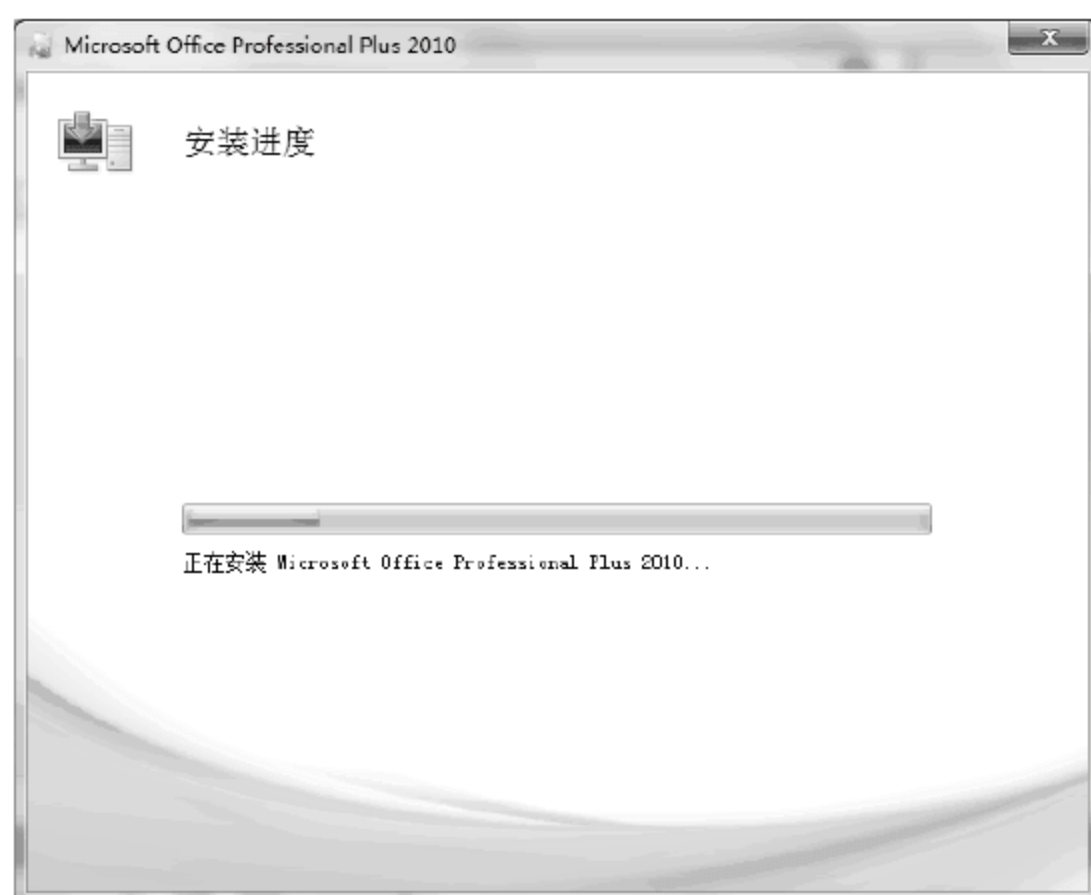 Microsoft Office Professional Plus 2010
安装进度
正在安装 Microsoft Office Professional Plus 2010...